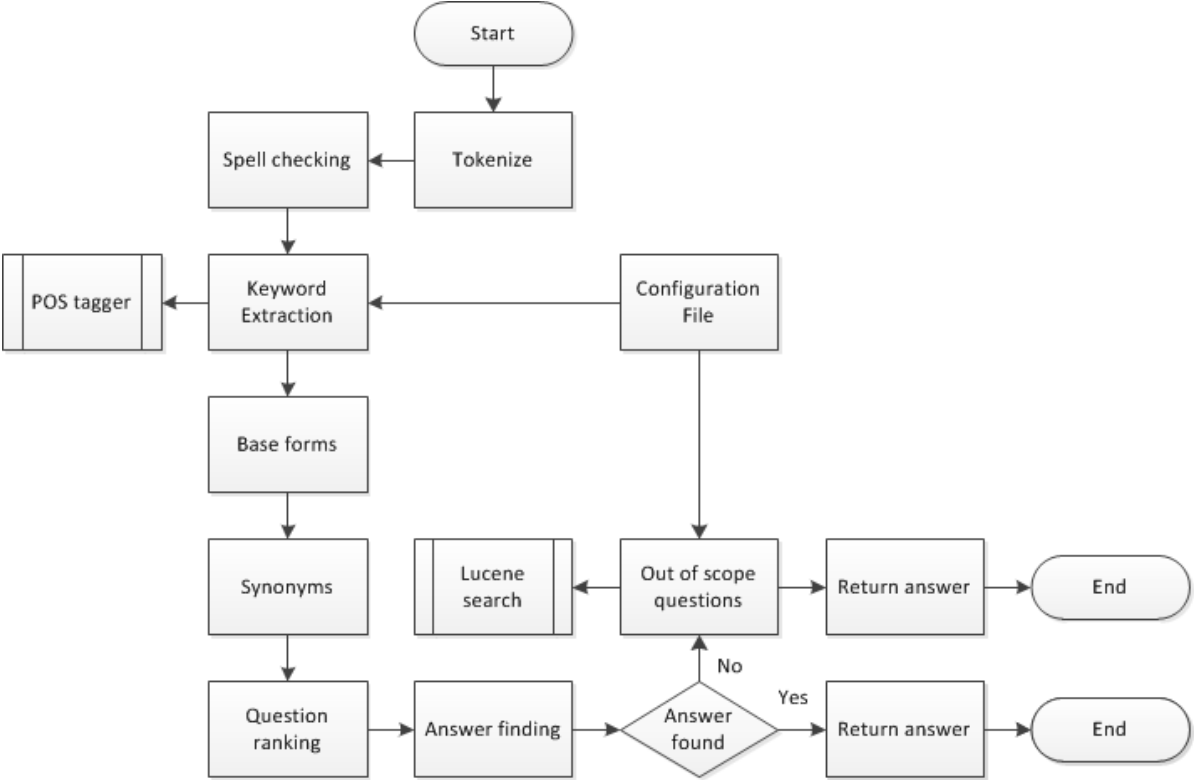 Start
Spell checking
Tokenize
POS tagger
Keyword
Extraction
Configuration
File
Base forms
Synonyms
Lucene
search
Out of scope
questions
Return answer
End
No
Yes
Question
ranking
Answer finding
Answer
found
Return answer
End